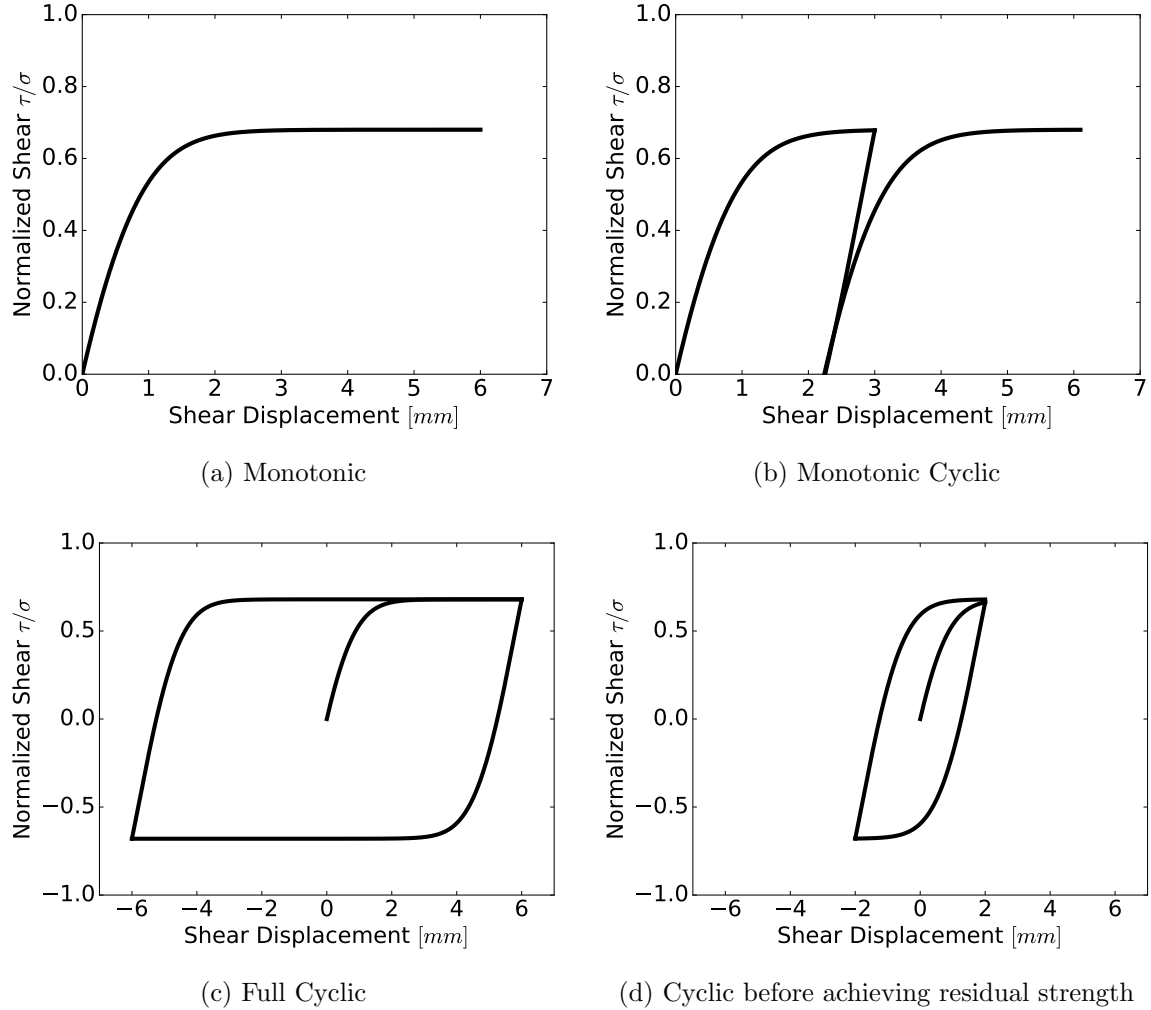 1.0
0.8
0.6
0.4
0.2
0.0
Normalized Shear τ/σ
0 1 2 3 4 5 6 7
Shear Displacement [mm]
(a) Monotonic
1.0
0.8
0.6
0.4
0.2
0.0
Normalized Shear τ/σ
0 1 2 3 4 5 6 7
Shear Displacement [mm]
(b) Monotonic Cyclic
1.0
0.5
0.0
−0.5
−1.0
Normalized Shear τ/σ
−6 −4 −2 0 2 4 6
Shear Displacement [mm]
(c) Full Cyclic
1.0
0.5
0.0
−0.5
−1.0
Normalized Shear τ/σ
−6 −4 −2 0 2 4 6
Shear Displacement [mm]
(d) Cyclic before achieving residual strength